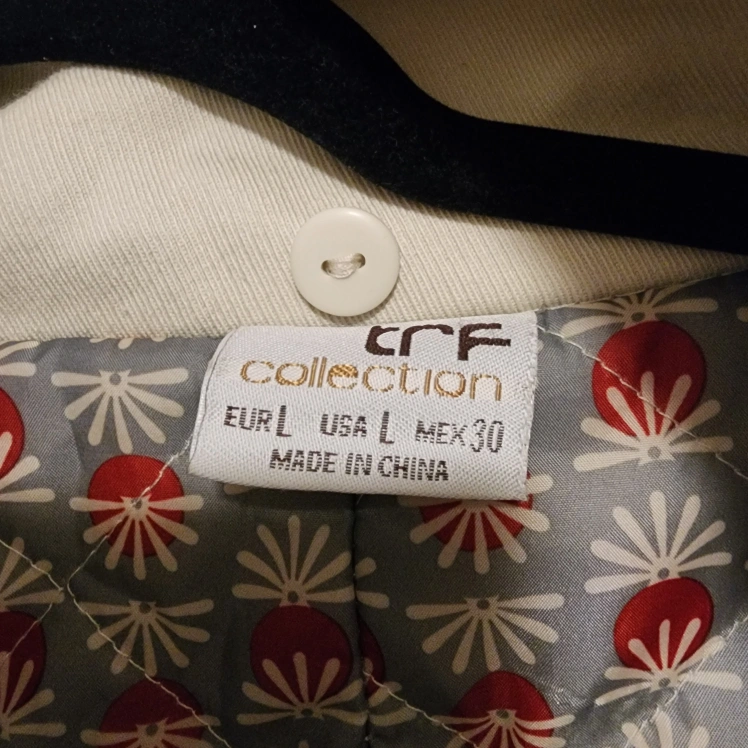 trf
collection
EUR L USA L MEX 30
MADE IN CHINA